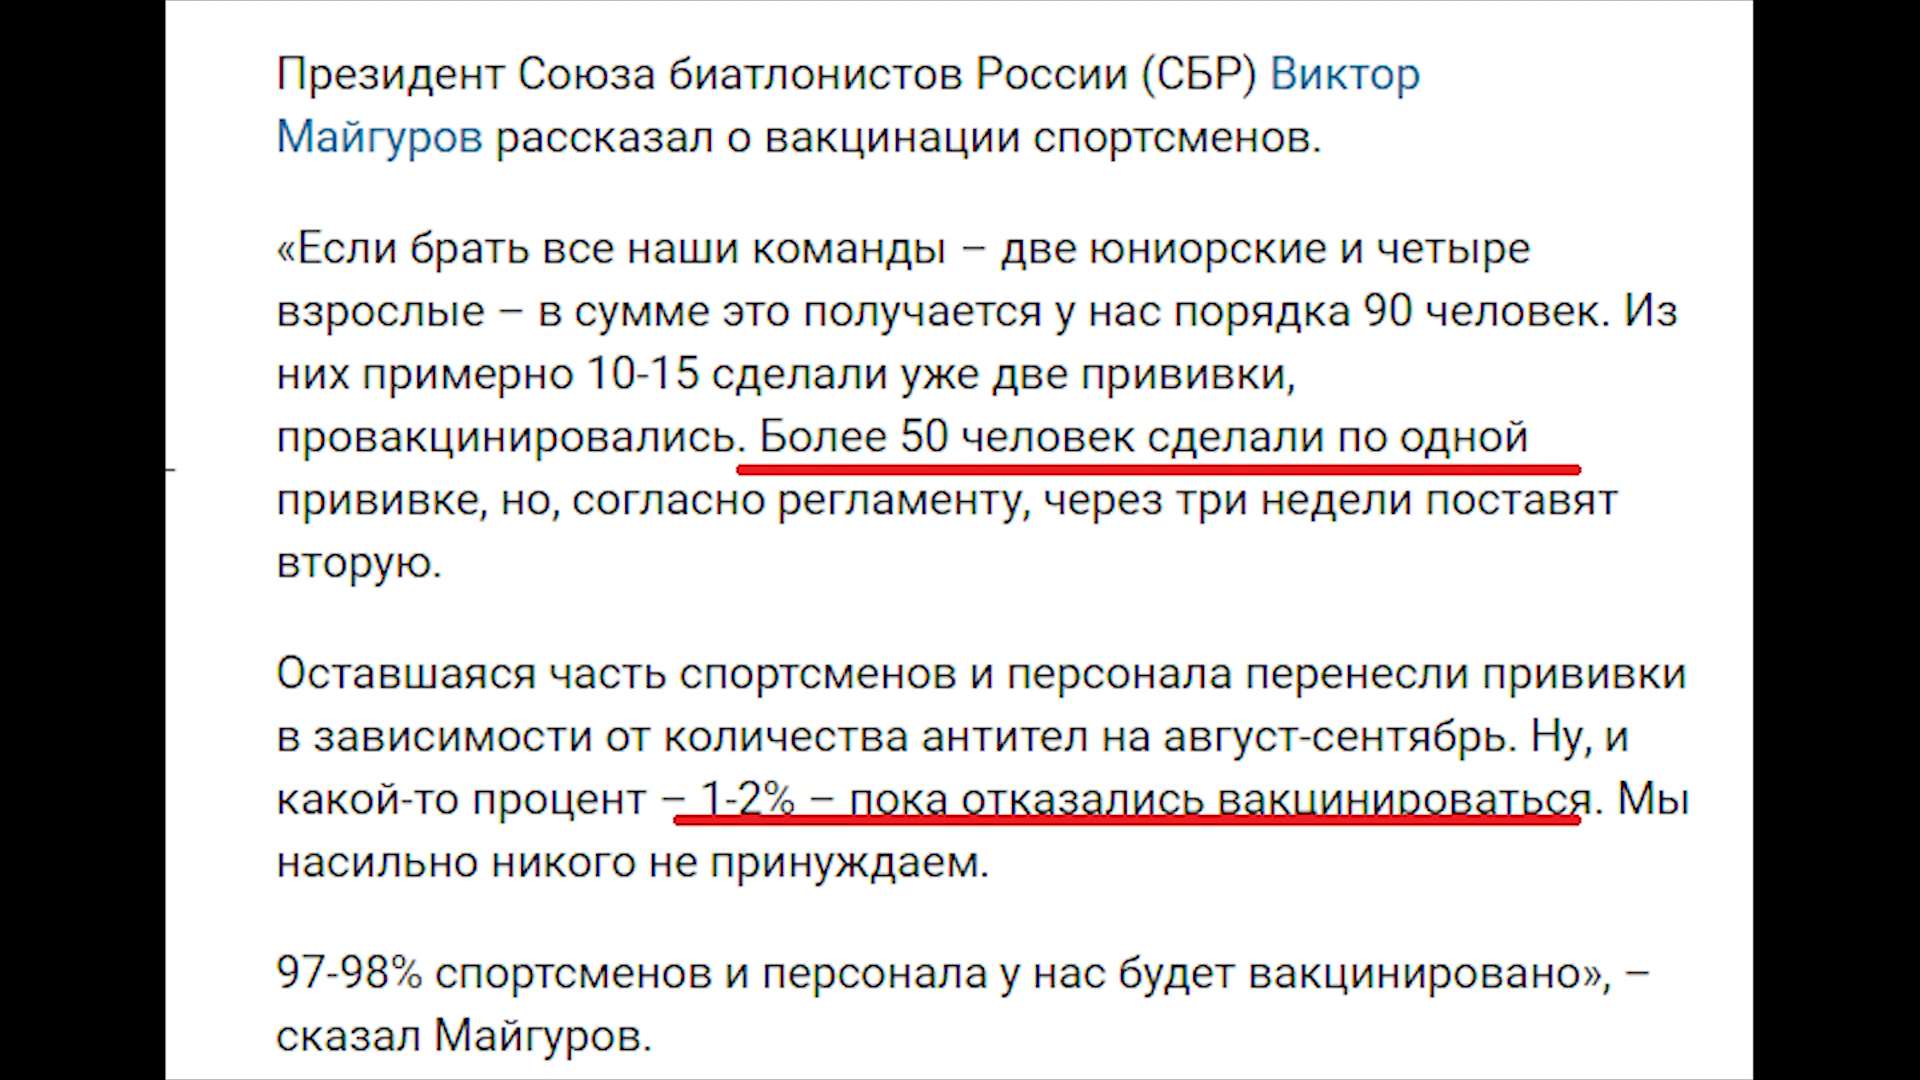 Президент Союза биатлонистов России (СБР) Виктор
Майгуров рассказал о вакцинации спортсменов.
«Если брать все наши команды – две юниорские и четыре
взрослые – в сумме это получается у нас порядка 90 человек. Из
них примерно 10-15 сделали уже две прививки,
провакцинировались. Более 50 человек сделали по одной
прививке, но, согласно регламенту, через три недели поставят
вторую.
Оставшаяся часть спортсменов и персонала перенесли прививки
в зависимости от количества антител на август-сентябрь. Ну, и
какой-то процент – 1-2% – пока отказались вакцинироваться. Мы
насильно никого не принуждаем.
97-98% спортсменов и персонала у нас будет вакцинировано», –
сказал Майгуров.